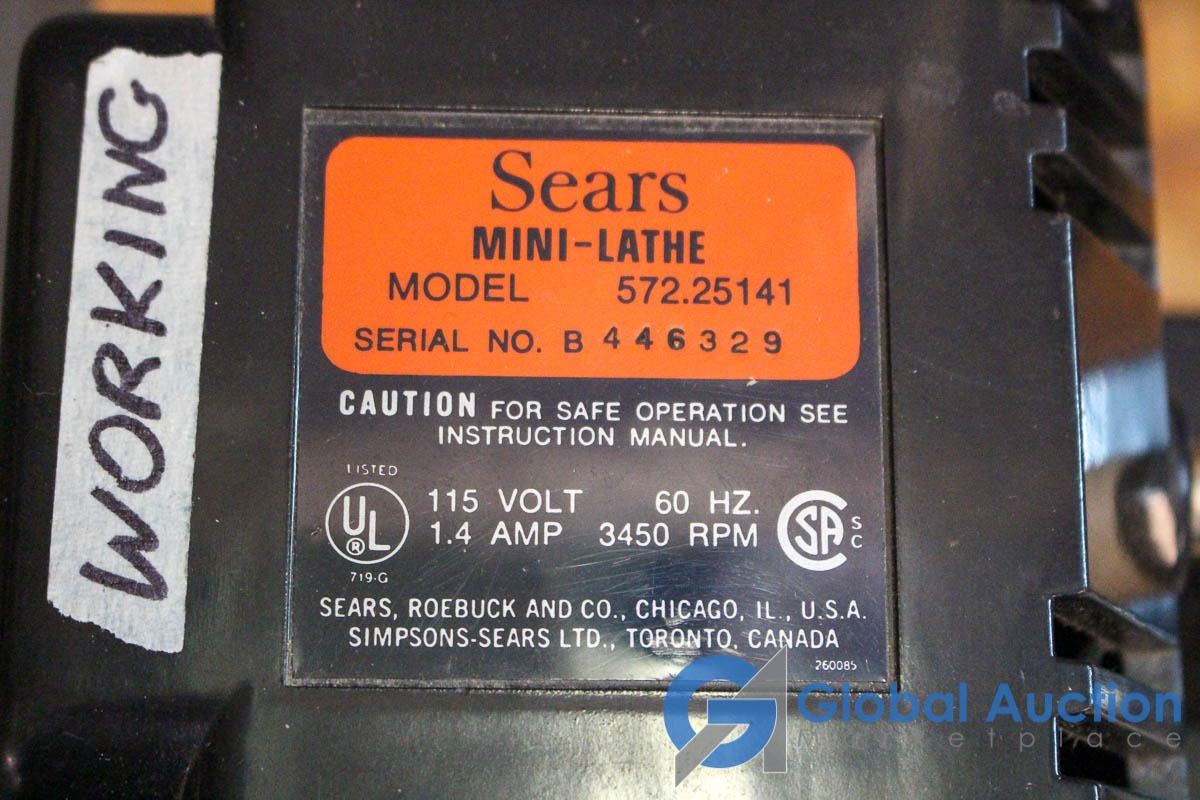 WORKING
Sears
MINI-LATHE
MODEL 572.25141
SERIAL NO. B 446329
CAUTION FOR SAFE OPERATION SEE
INSTRUCTION MANUAL.
LISTED
UL
®
719-G
115 VOLT 60 HZ.
1.4 AMP 3450 RPM
SA
S
C
SEARS, ROEBUCK AND CO., CHICAGO, IL., U.S.A.
SIMPSONS-SEARS LTD., TORONTO, CANADA
260085
Global Auction
Marketplace